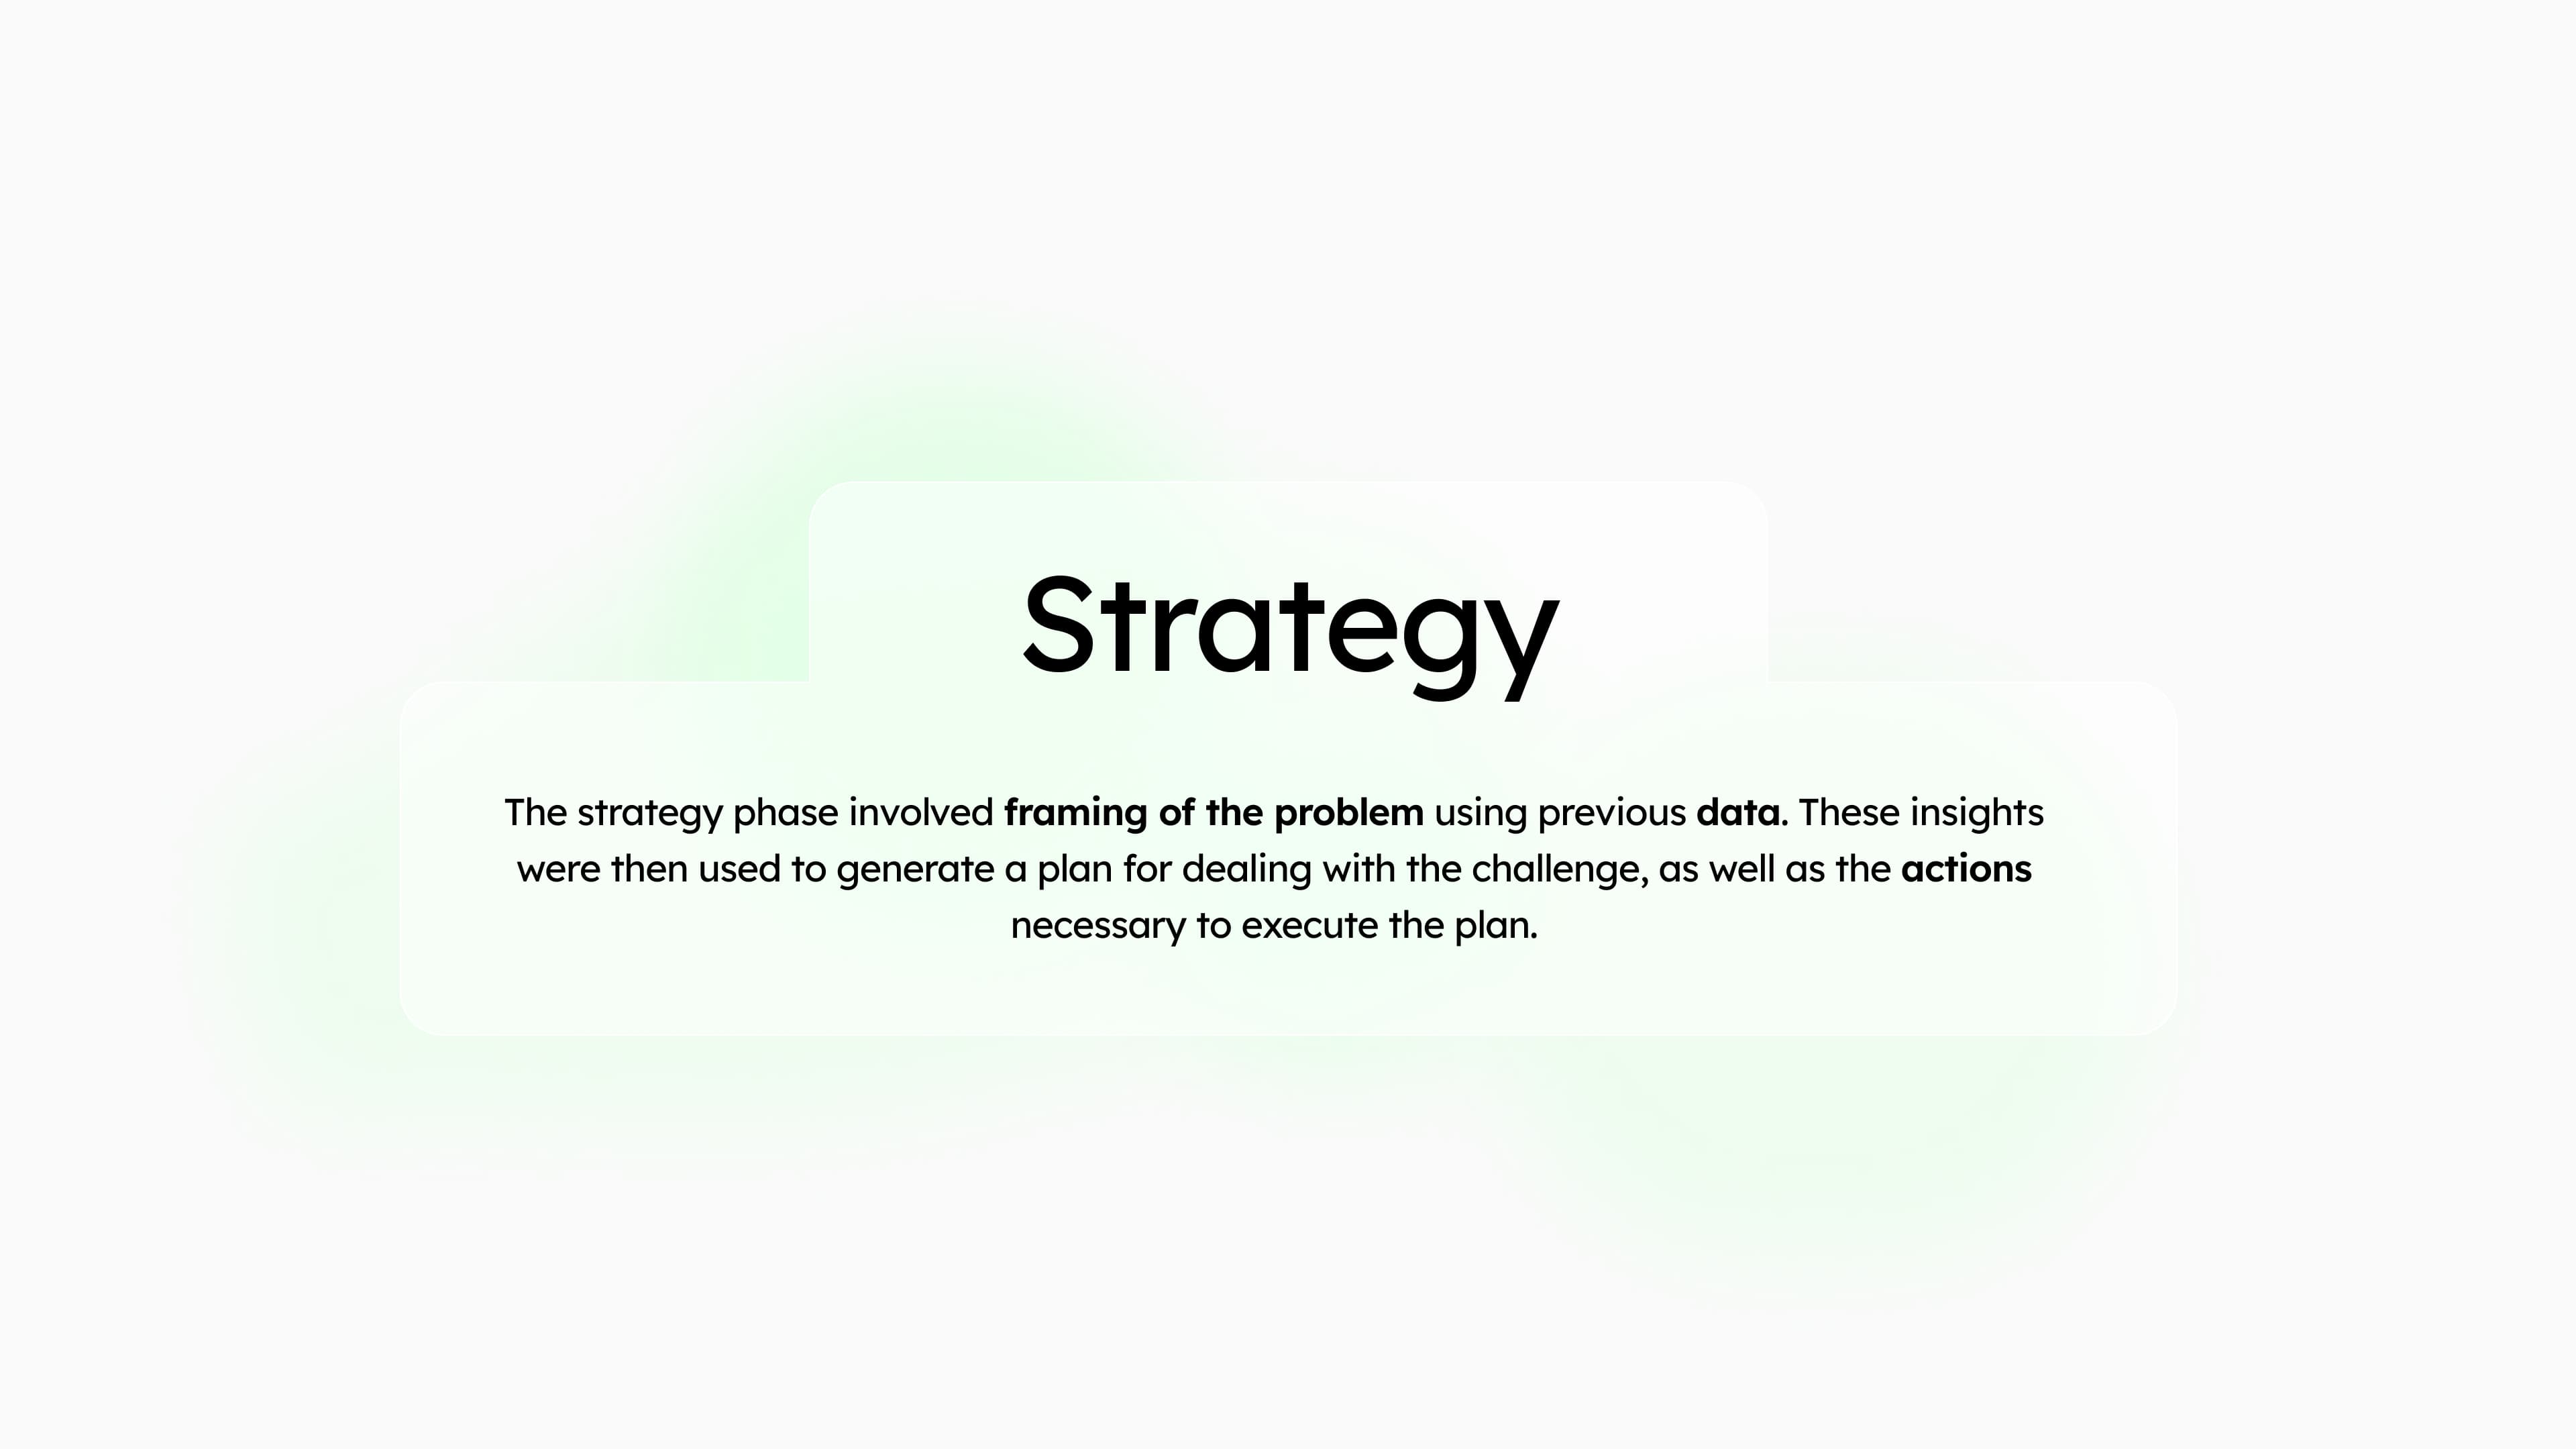 Strategy
The strategy phase involved framing of the problem using previous data. These insights
were then used to generate a plan for dealing with the challenge, as well as the actions
necessary to execute the plan.